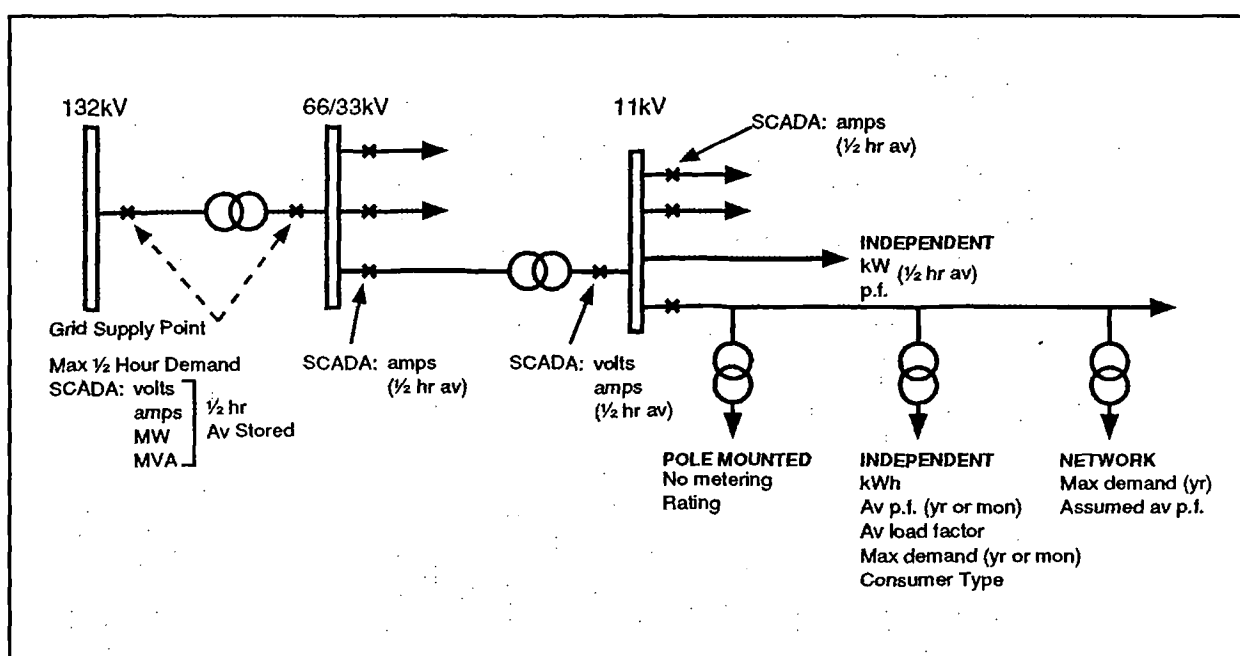 132kV
66/33kV
11kV
SCADA: amps
(½ hr av)
INDEPENDENT
kW
p.f.
(½ hr av)
Grid Supply Point
Max ½ Hour Demand
SCADA: volts
amps
MW
MVA
½ hr
Av Stored
SCADA: amps
(½ hr av)
SCADA: volts
amps
(½ hr av)
POLE MOUNTED
No metering
Rating
INDEPENDENT
kWh
Av p.f. (yr or mon)
Av load factor
Max demand (yr or mon)
Consumer Type
NETWORK
Max demand (yr)
Assumed av p.f.